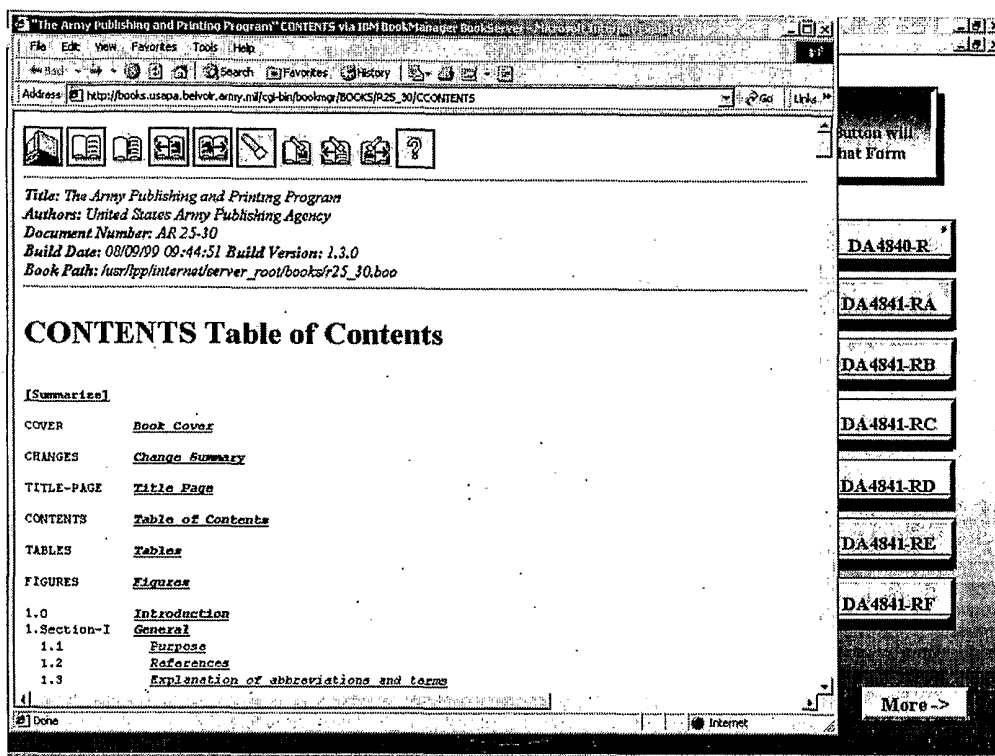 "The Army Publishing and Printing Program" CONTENTS via IBM BookManager BookServer - Microsoft Internet
File Edit View Favorites Tools Help
Back Search Favorites History
Address http://books.usapa.belvoir.army.mil/cgi-bin/bookmgr/BOOKS/R25_30/CCONTENTS Go Links »
?
Title: The Army Publishing and Printing Program
Authors: United States Army Publishing Agency
Document Number: AR 25-30
Build Date: 08/09/99 09:44:51 Build Version: 1.3.0
Book Path: /usr/lpp/internet/server_root/books/r25_30.boo
CONTENTS Table of Contents
[Summarize]
COVER Book Cover
CHANGES Change Summary
TITLE-PAGE Title Page
CONTENTS Table of Contents
TABLES Tables
FIGURES Figures
1.0 Introduction
1.Section-I General
1.1 Purpose
1.2 References
1.3 Explanation of abbreviations and terms
Done Internet
Button will
that Form
DA4840-R
DA4841-RA
DA4841-RB
DA4841-RC
DA4841-RD
DA4841-RE
DA4841-RF
More ->